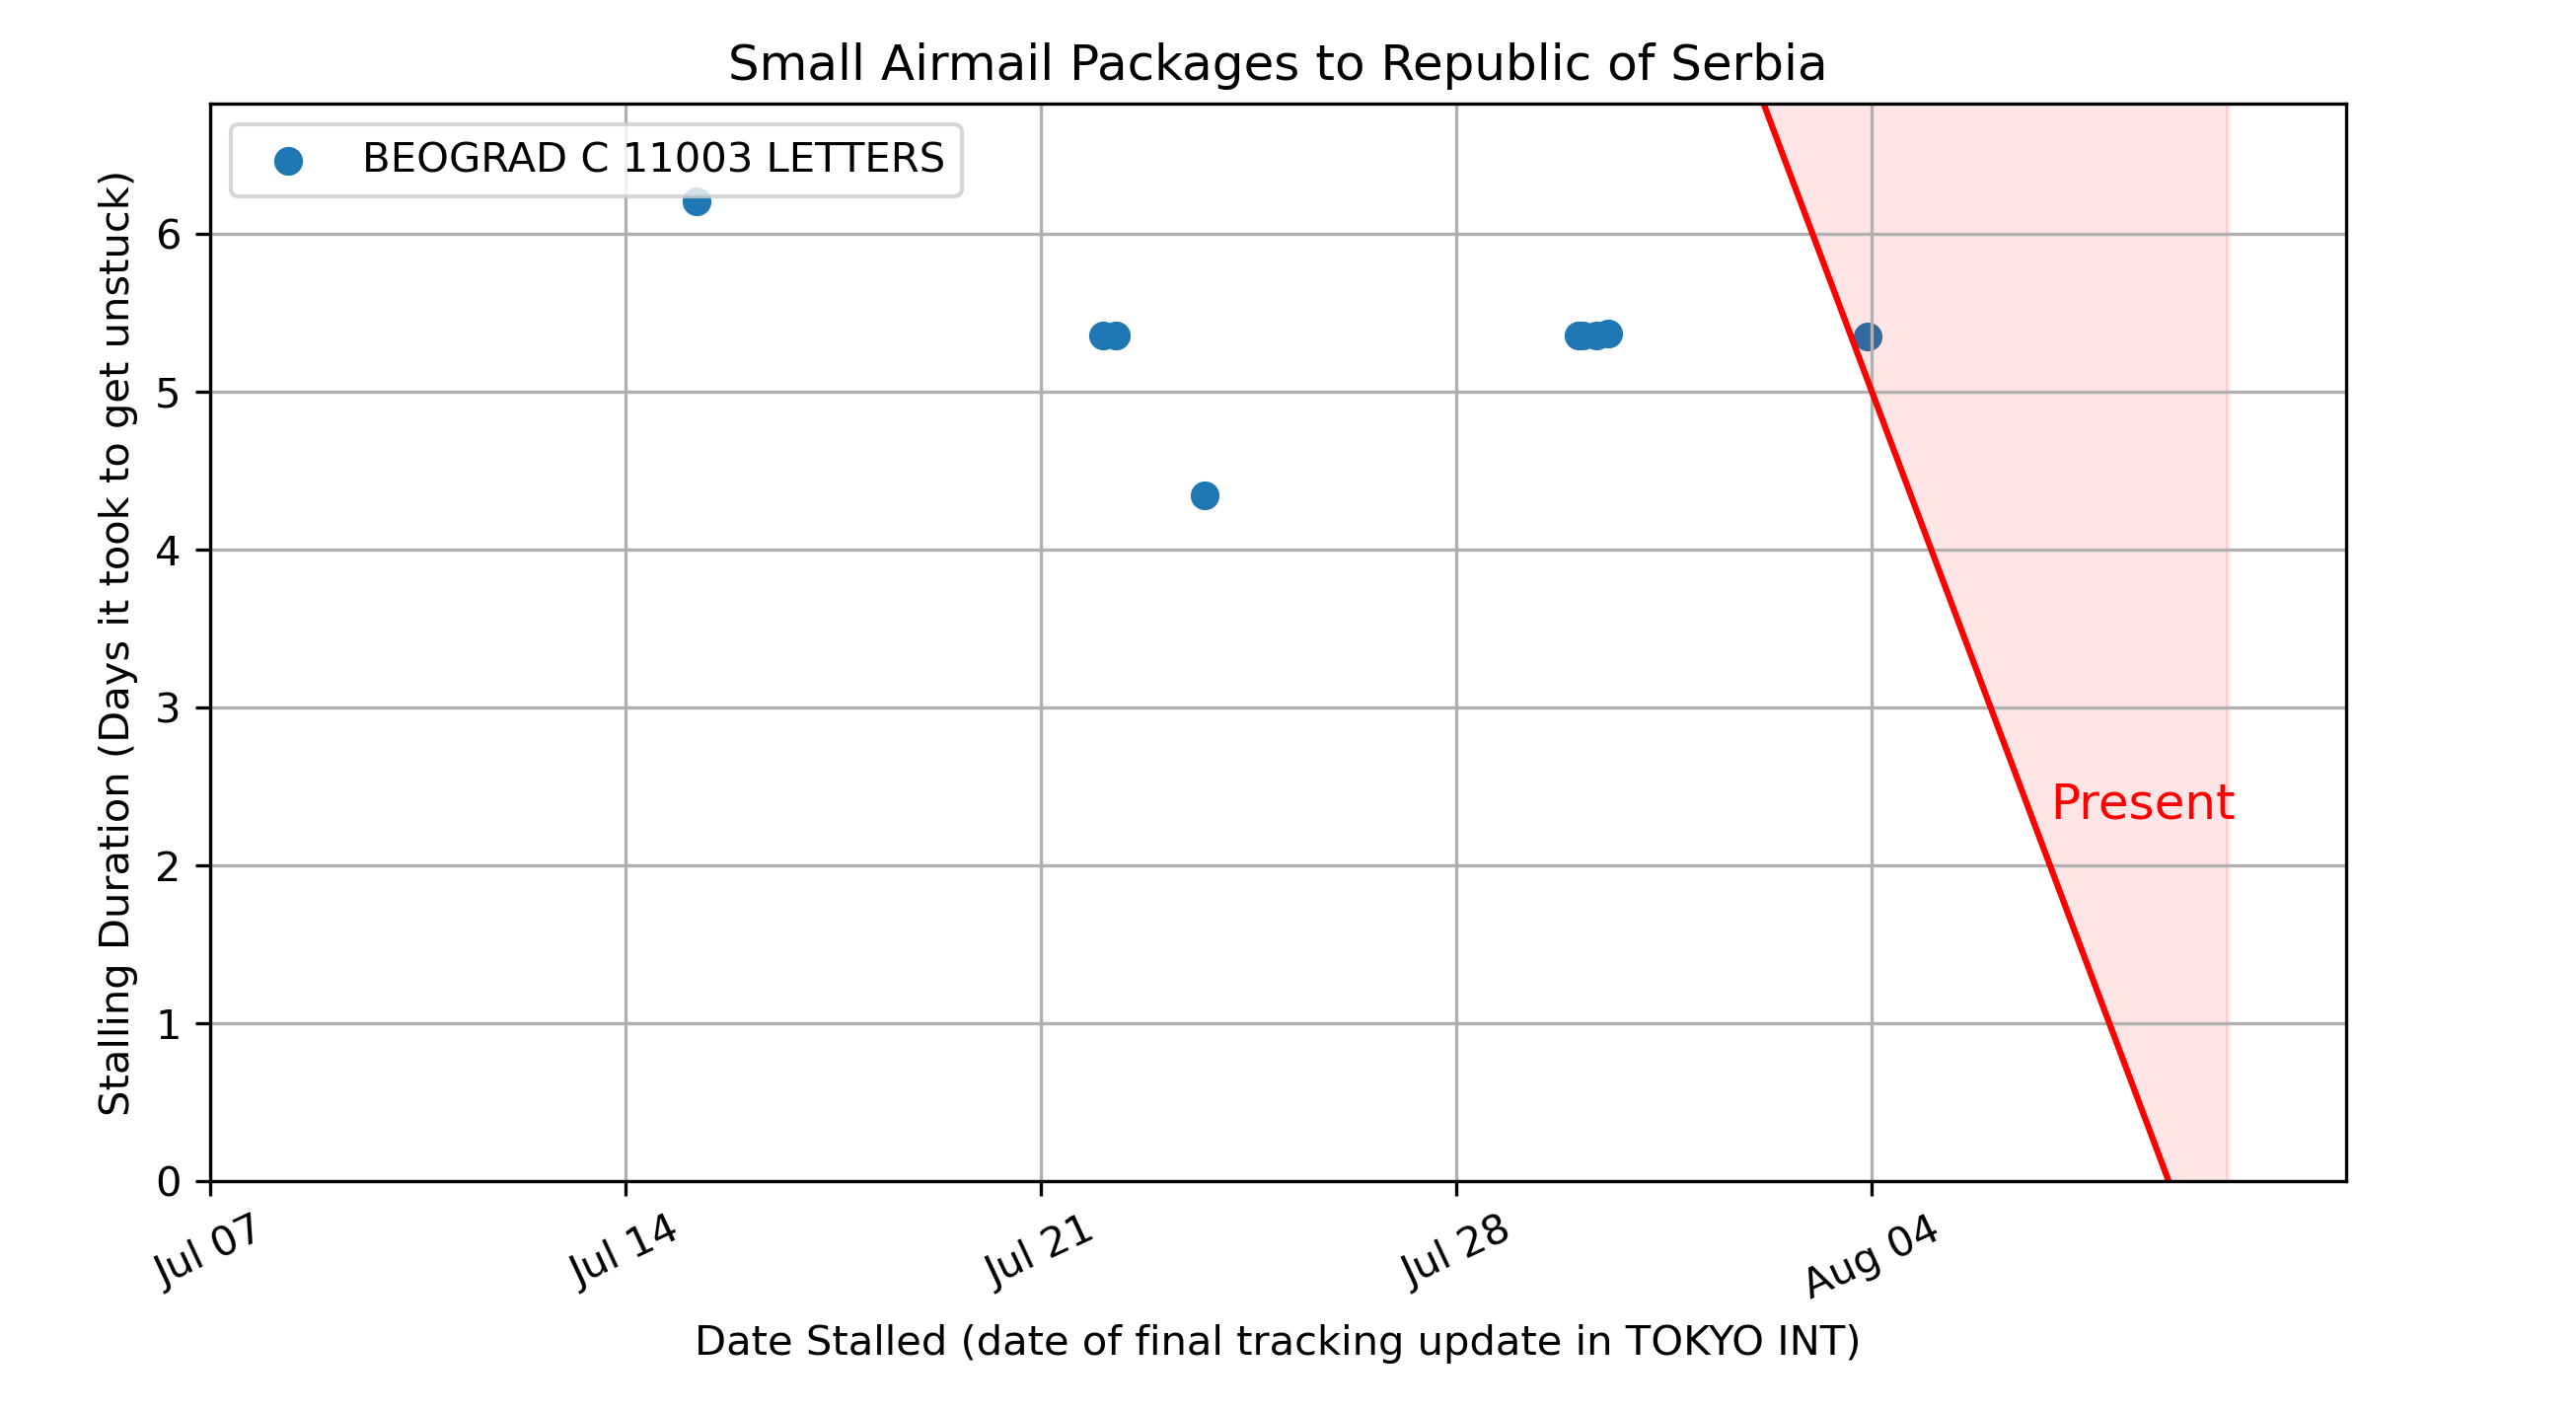 Small Airmail Packages to Republic of Serbia
BEOGRAD C 11003 LETTERS
Stalling Duration (Days it took to get unstuck)
6
5
4
3
2
1
0
Present
Jul 07
Jul 14
Jul 21
Jul 28
Aug 04
Date Stalled (date of final tracking update in TOKYO INT)